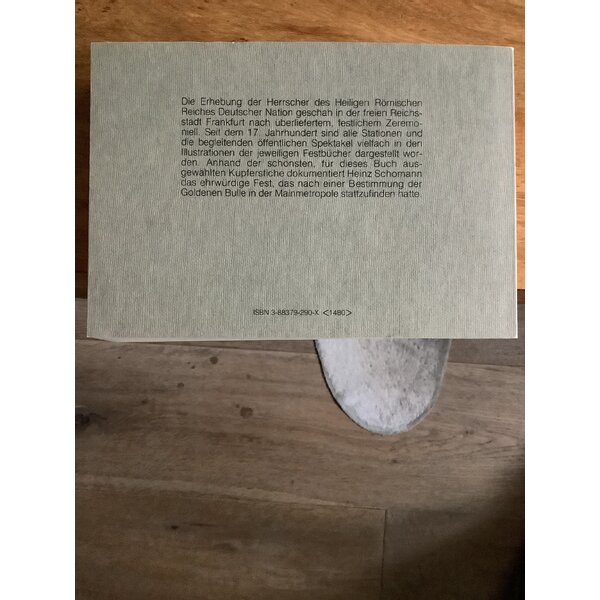 Die Erhebung der Herrscher des Heiligen Römischen
Reiches Deutscher Nation geschah in der freien Reichs-
stadt Frankfurt nach überliefertem, festlichem Zeremo-
niell. Seit dem 17. Jahrhundert sind alle Stationen und
die begleitenden öffentlichen Spektakel vielfach in den
Illustrationen der jeweiligen Festbücher dargestellt wor-
den. Anhand der schönsten, für dieses Buch aus-
gewählten Kupferstiche dokumentiert Heinz Schomann
das ehrwürdige Fest, das nach einer Bestimmung der
Goldenen Bulle in der Mainmetropole stattzufinden hatte.
ISBN 3-88379-290-X <1480>